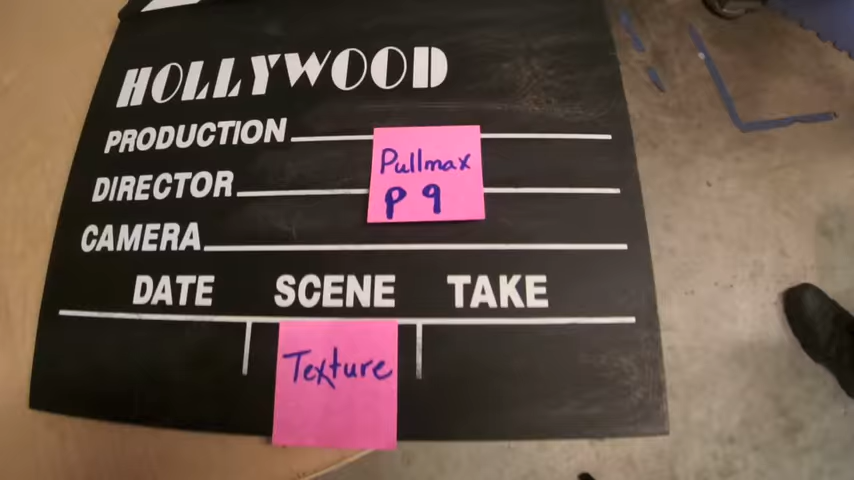 HOLLYWOOD
PRODUCTION
Pullmax
P 9
DIRECTOR
CAMERA
DATE SCENE TAKE
Texture